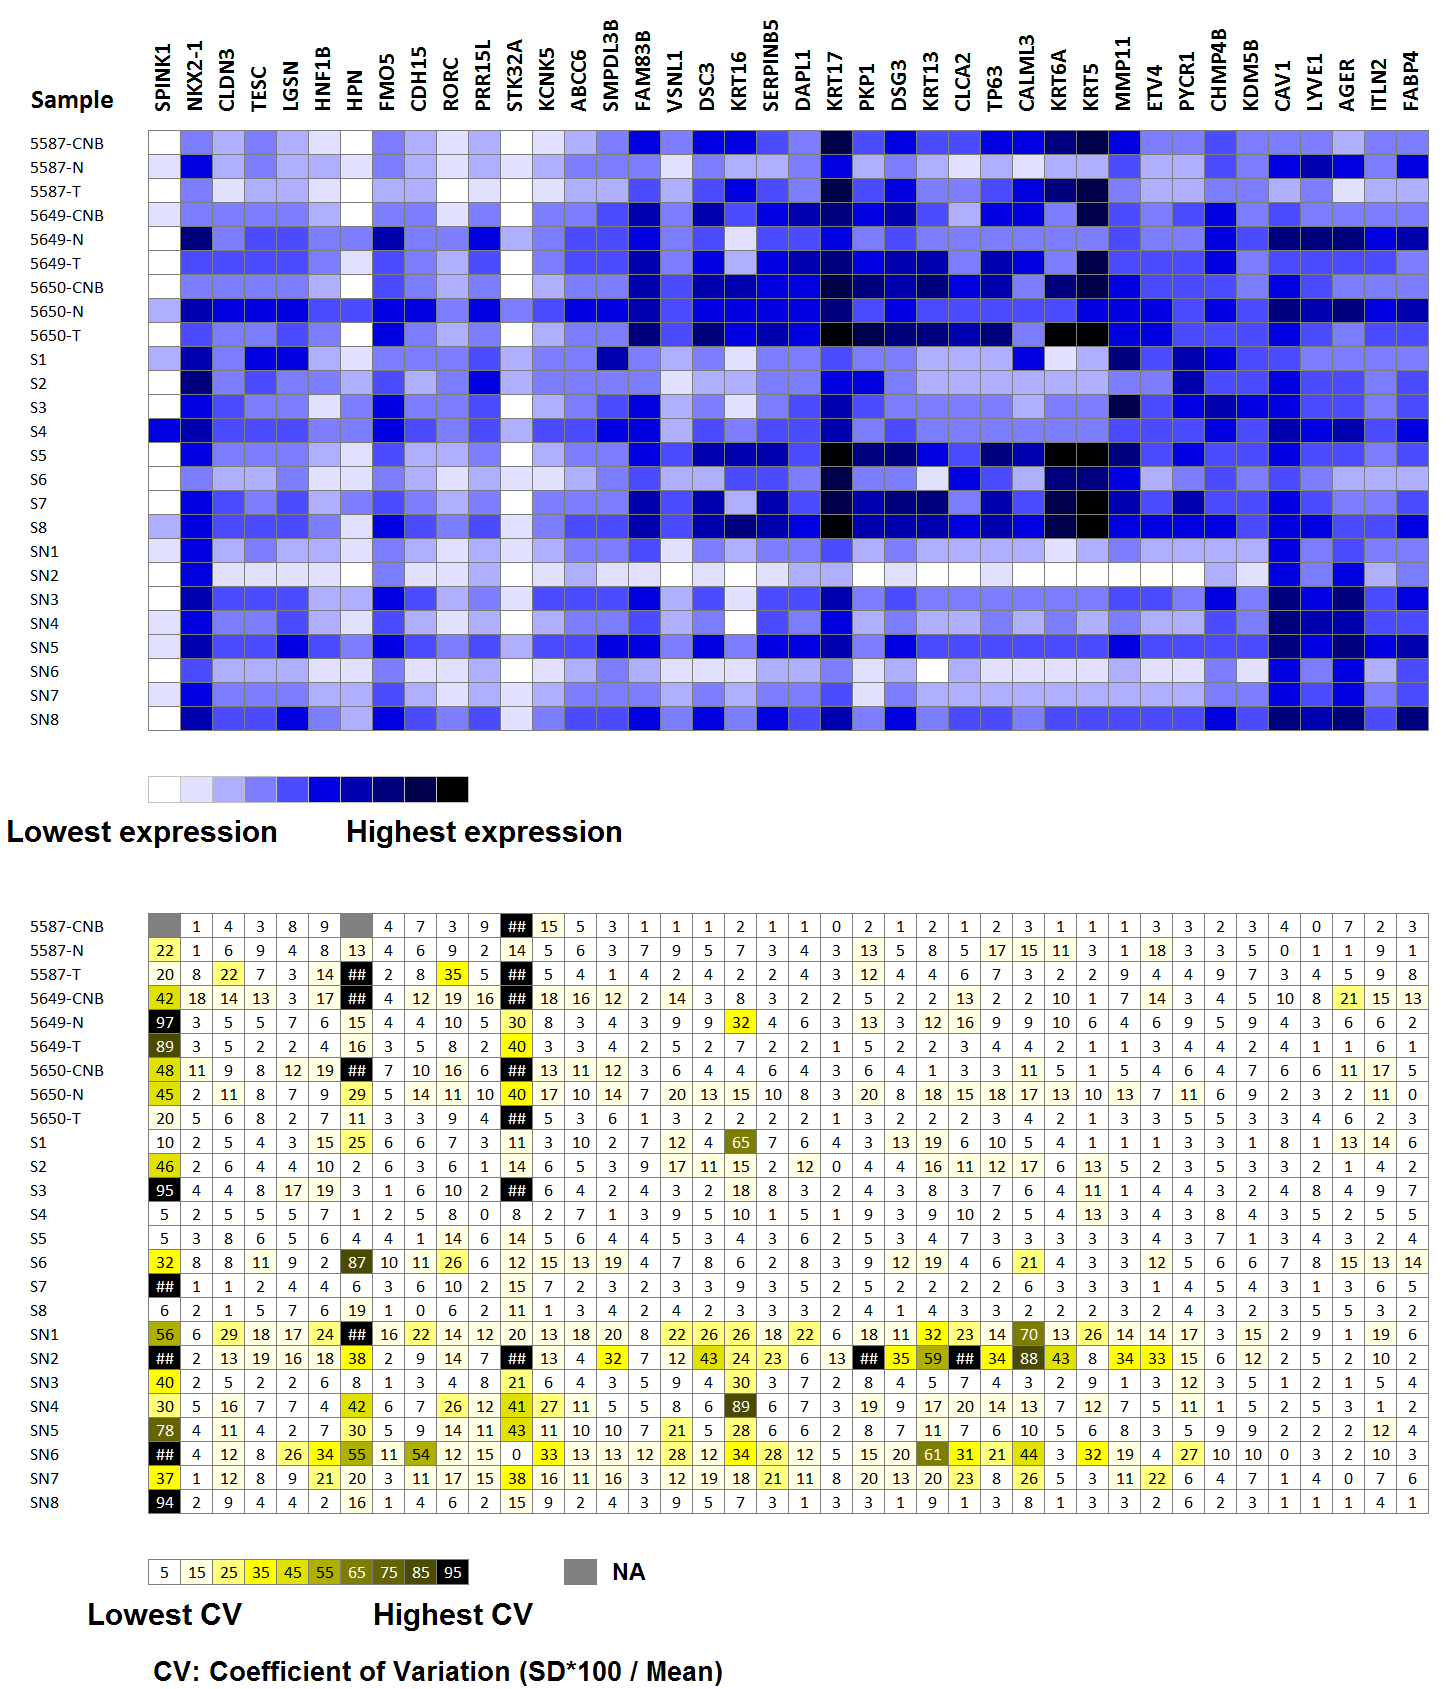 Sample SPINK1 NKX2-1 CLDN3 TESC LGSN HNF1B HPN FMO5 CDH15 RORC PRR15L STK32A KCNK5 ABCC6 SMPDL3B FAM83B VSNL1 DSC3 KRT16 SERPINB5 DAPL1 KRT17 PKP1 DSG3 KRT13 CLCA2 TP63 CALML3 KRT6A KRT5 MMP11 ETV4 PYCR1 CHMP4B KDM5B CAV1 LYVE1 AGER ITLN2 FABP4
5587-CNB
5587-N
5587-T
5649-CNB
5649-N
5649-T
5650-CNB
5650-N
5650-T
S1
S2
S3
S4
S5
S6
S7
S8
SN1
SN2
SN3
SN4
SN5
SN6
SN7
SN8
Lowest expression Highest expression
5587-CNB 1 4 3 8 9 4 7 3 9 ## 15 5 3 1 1 1 2 1 1 0 2 1 2 1 2 3 1 1 1 3 3 2 3 4 0 7 2 3
5587-N 22 1 6 9 4 8 13 4 6 9 2 14 5 6 3 7 9 5 7 3 4 3 13 5 8 5 17 15 11 3 1 18 3 3 5 0 1 1 9 1
5587-T 20 8 22 7 3 14 ## 2 8 35 5 ## 5 4 1 4 2 4 2 2 4 3 12 4 4 6 7 3 2 2 9 4 4 9 7 3 4 5 9 8
5649-CNB 42 18 14 13 3 17 ## 4 12 19 16 ## 18 16 12 2 14 3 8 3 2 2 5 2 2 13 2 2 10 1 7 14 3 4 5 10 8 21 15 13
5649-N 97 3 5 5 7 6 15 4 4 10 5 30 8 3 4 3 9 9 32 4 6 3 13 3 12 16 9 9 10 6 4 6 9 5 9 4 3 6 6 2
5649-T 89 3 5 2 2 4 16 3 5 8 2 40 3 3 4 2 5 2 7 2 2 1 5 2 2 3 4 4 2 1 1 3 4 4 2 4 1 1 6 1
5650-CNB 48 11 9 8 12 19 ## 7 10 16 6 ## 13 11 12 3 6 4 4 6 4 3 6 4 1 3 3 11 5 1 5 4 6 4 7 6 6 11 17 5
5650-N 45 2 11 8 7 9 29 5 14 11 10 40 17 10 14 7 20 13 15 10 8 3 20 8 18 15 18 17 13 10 13 7 11 6 9 2 3 2 11 0
5650-T 20 5 6 8 2 7 11 3 3 9 4 ## 5 3 6 1 3 2 2 2 2 1 3 2 2 2 3 4 2 1 3 3 5 5 3 3 4 6 2 3
S1 10 2 5 4 3 15 25 6 6 7 3 11 3 10 2 7 12 4 65 7 6 4 3 13 19 6 10 5 4 1 1 1 3 3 1 8 1 13 14 6
S2 46 2 6 4 4 10 2 6 3 6 1 14 6 5 3 9 17 11 15 2 12 0 4 4 16 11 12 17 6 13 5 2 3 5 3 3 2 1 4 2
S3 95 4 4 8 17 19 3 1 6 10 2 ## 6 4 2 4 3 2 18 8 3 2 4 3 8 3 7 6 4 11 1 4 4 3 2 4 8 4 9 7
S4 5 2 5 5 5 7 1 2 5 8 0 8 2 7 1 3 9 5 10 1 5 1 9 3 9 10 2 5 4 13 3 4 3 8 4 3 5 2 5 5
S5 5 3 8 6 5 6 4 4 1 14 6 14 5 6 4 4 5 3 4 3 6 2 5 3 4 7 3 3 3 3 3 4 3 7 1 3 4 3 2 4
S6 32 8 8 11 9 2 87 10 11 26 6 12 15 13 19 4 7 8 6 2 8 3 9 12 19 4 6 21 4 3 3 12 5 6 6 7 8 15 13 14
S7 ## 1 1 2 4 4 6 3 6 10 2 15 7 2 3 2 3 3 9 3 5 2 5 2 2 2 2 6 3 3 3 1 4 5 4 3 1 3 6 5
S8 6 2 1 5 7 6 19 1 0 6 2 11 1 3 4 2 4 2 3 3 3 2 4 1 4 3 3 2 2 2 3 2 4 3 2 3 5 5 3 2
SN1 56 6 29 18 17 24 ## 16 22 14 12 20 13 18 20 8 22 26 26 18 22 6 18 11 32 23 14 70 13 26 14 14 17 3 15 2 9 1 19 6
SN2 ## 2 13 19 16 18 38 2 9 14 7 ## 13 4 32 7 12 43 24 23 6 13 ## 35 59 ## 34 88 43 8 34 33 15 6 12 2 5 2 10 2
SN3 40 2 5 2 2 6 8 1 3 4 8 21 6 4 3 5 9 4 30 3 7 2 8 4 5 7 4 3 2 9 1 3 12 3 5 1 2 1 5 4
SN4 30 5 16 7 7 4 42 6 7 26 12 41 27 11 5 5 8 6 89 6 7 3 19 9 17 20 14 13 7 12 7 5 11 1 5 2 5 3 1 2
SN5 78 4 11 4 2 7 30 5 9 14 11 43 11 10 10 7 21 5 28 6 6 2 8 7 11 7 6 10 5 6 8 3 5 9 9 2 2 2 12 4
SN6 ## 4 12 8 26 34 55 11 54 12 15 0 33 13 13 12 28 12 34 28 12 5 15 20 61 31 21 44 3 32 19 4 27 10 10 0 3 2 10 3
SN7 37 1 12 8 9 21 20 3 11 17 15 38 16 11 16 3 12 19 18 21 11 8 20 13 20 23 8 26 5 3 11 22 6 4 7 1 4 0 7 6
SN8 94 2 9 4 4 2 16 1 4 6 2 15 9 2 4 3 9 5 7 3 1 3 3 1 9 1 3 8 1 3 3 2 6 2 3 1 1 1 4 1
5 15 25 35 45 55 65 75 85 95 NA
Lowest CV Highest CV
CV: Coefficient of Variation (SD*100 / Mean)